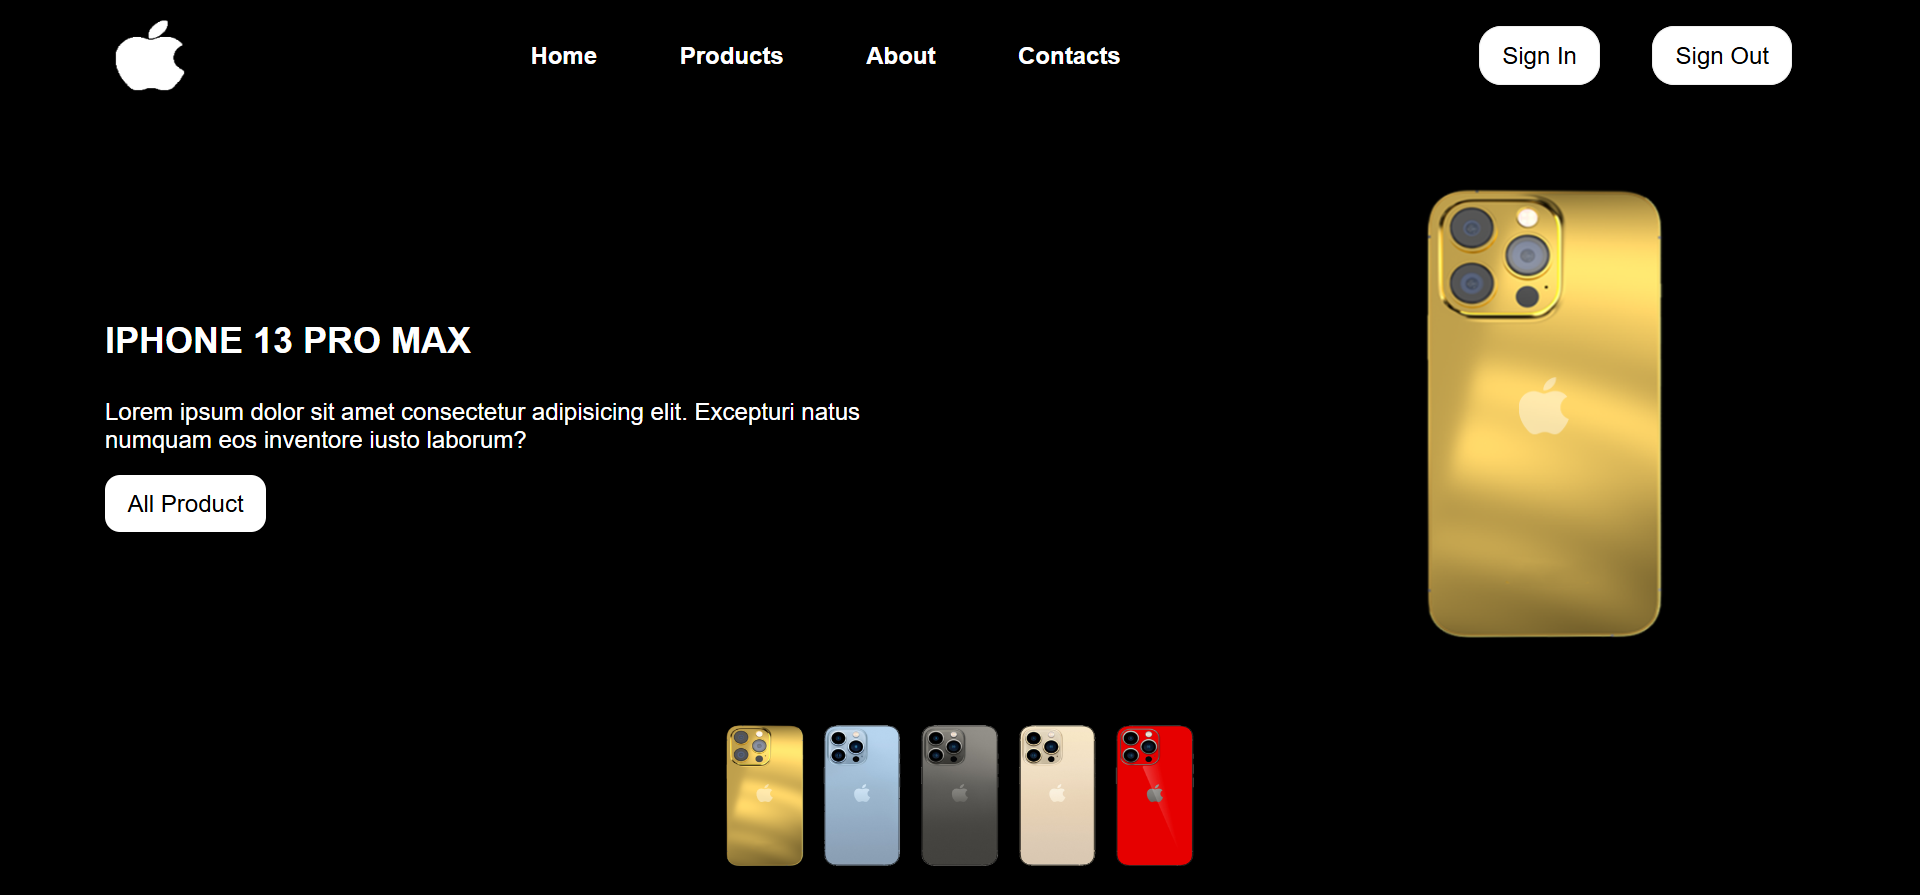 Home Products About Contacts Sign In Sign Out
IPHONE 13 PRO MAX
Lorem ipsum dolor sit amet consectetur adipisicing elit. Excepturi natus
numquam eos inventore iusto laborum?
All Product